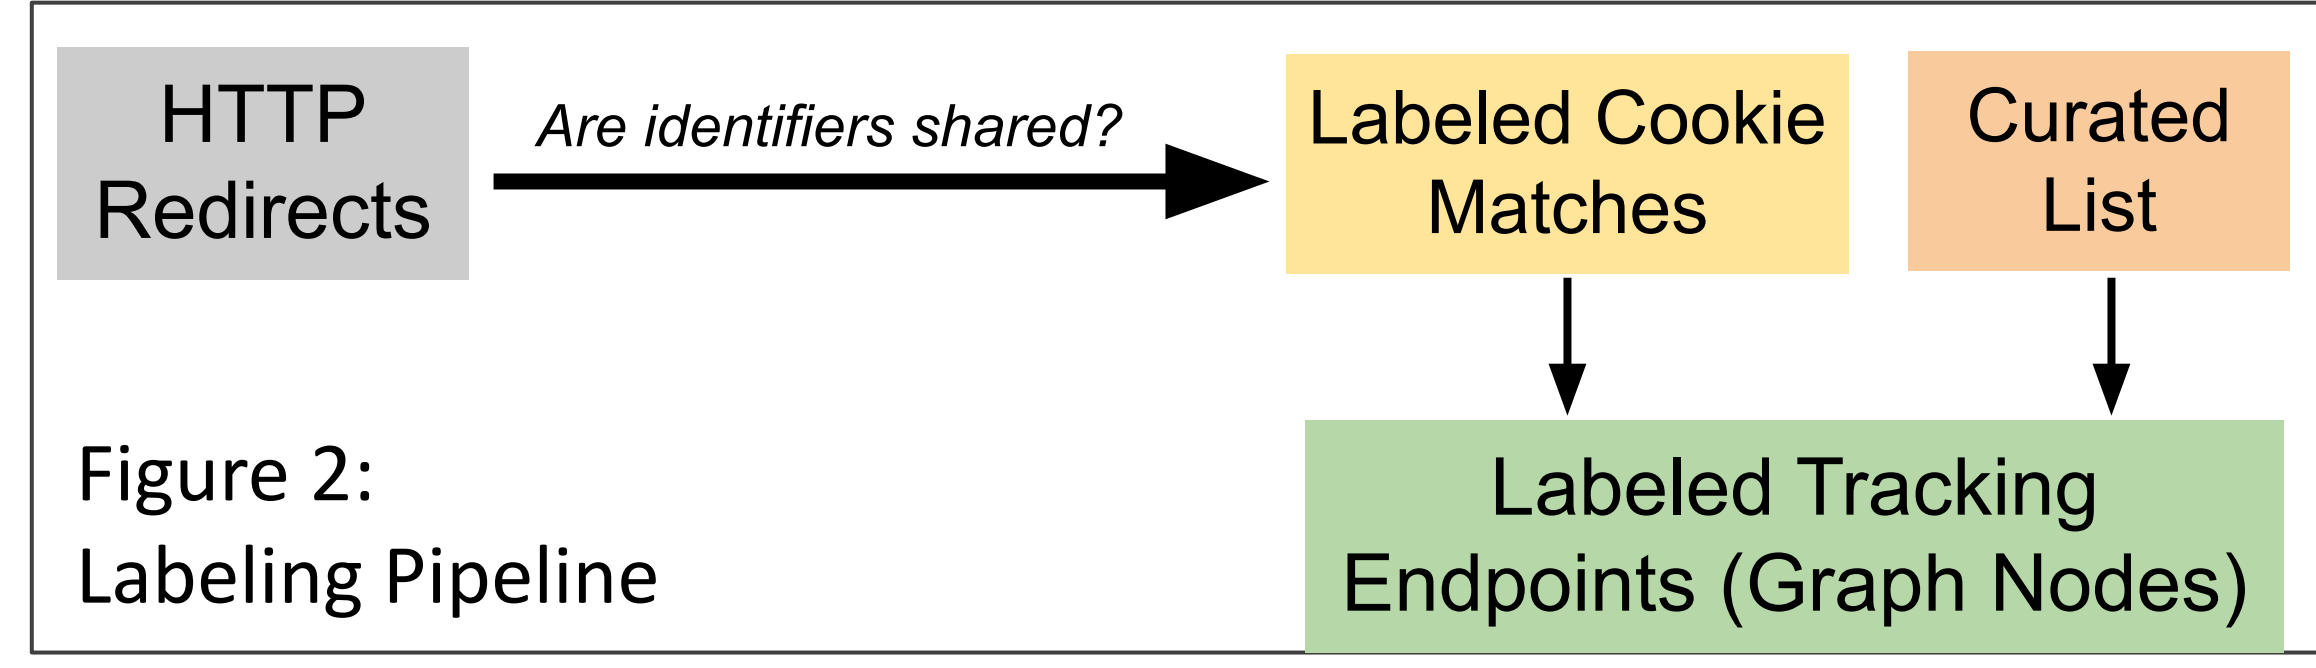 HTTP
Redirects
Are identifiers shared?
Labeled Cookie
Matches
Curated
List
Labeled Tracking
Endpoints (Graph Nodes)
Figure 2:
Labeling Pipeline